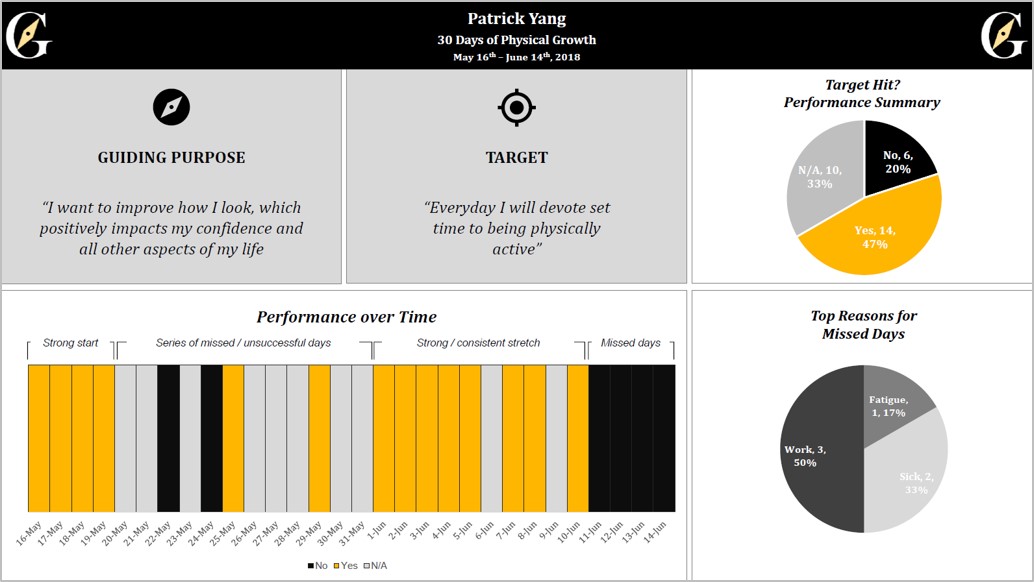 Patrick Yang
30 Days of Physical Growth
May 16th – June 14th, 2018
G
G
GUIDING PURPOSE
“I want to improve how I look, which
positively impacts my confidence and
all other aspects of my life
TARGET
“Everyday I will devote set
time to being physically
active”
Target Hit?
Performance Summary
No, 6,
20%
N/A, 10,
33%
Yes, 14,
47%
Performance over Time
Strong start
Series of missed / unsuccessful days
Strong / consistent stretch
Missed days
16-May
17-May
18-May
19-May
20-May
21-May
22-May
23-May
24-May
25-May
26-May
27-May
28-May
29-May
30-May
31-May
1-Jun
2-Jun
3-Jun
4-Jun
5-Jun
6-Jun
7-Jun
8-Jun
9-Jun
10-Jun
11-Jun
12-Jun
13-Jun
14-Jun
No Yes N/A
Top Reasons for
Missed Days
Fatigue,
1, 17%
Work, 3,
50%
Sick, 2,
33%